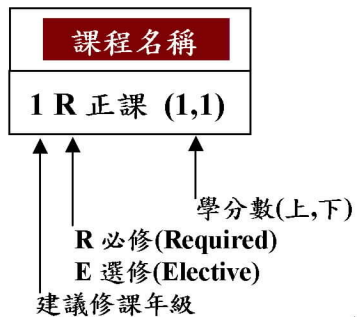 課程名稱
1 R 正課 (1,1)
學分數(上,下)
R 必修(Required)
E 選修(Elective)
建議修課年級